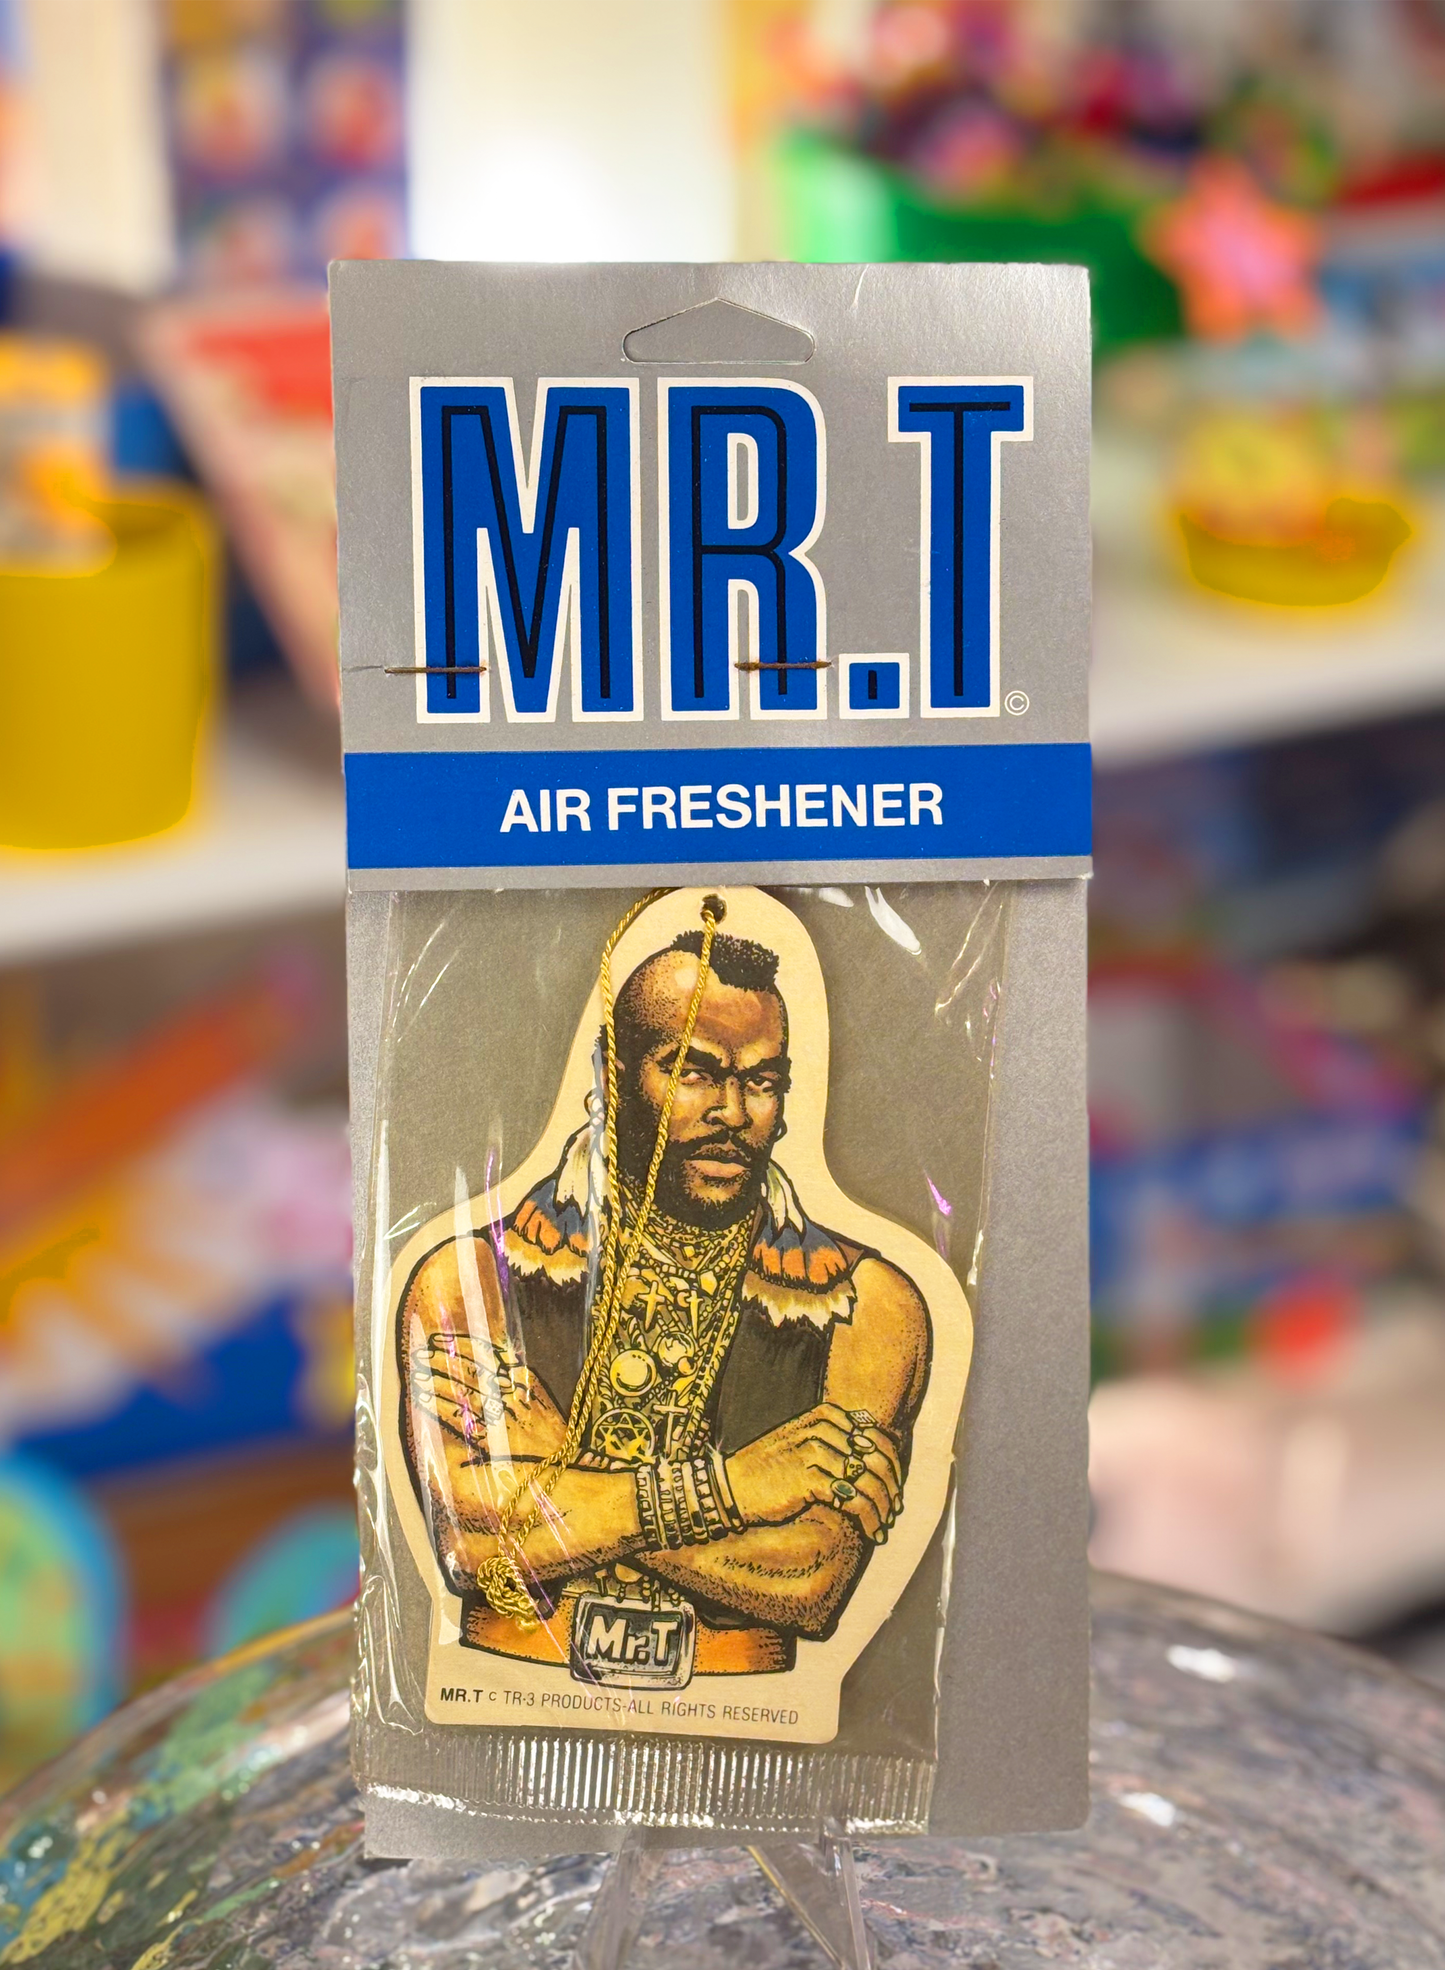 MR.T©
AIR FRESHENER
Mr.T
MR.T c TR-3 PRODUCTS-ALL RIGHTS RESERVED